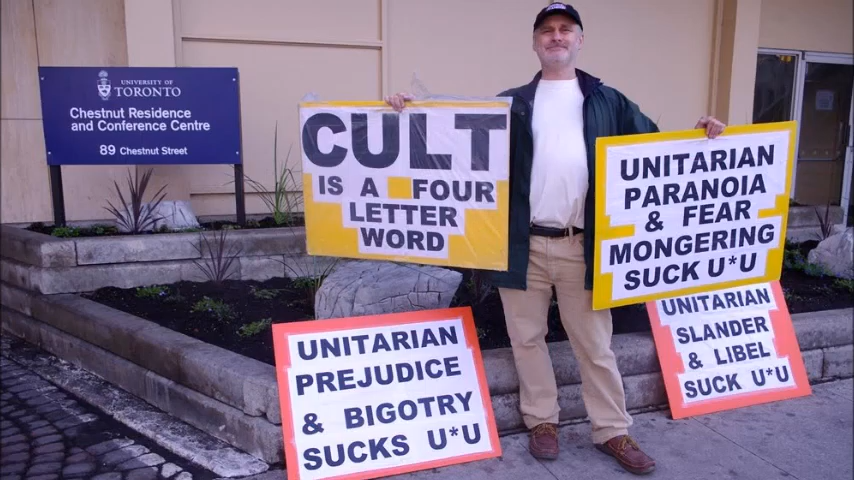 UNIVERSITY OF
TORONTO
Chestnut Residence
and Conference Centre
89 Chestnut Street
CULT
IS A FOUR
LETTER
WORD
UNITARIAN
PARANOIA
& FEAR
MONGERING
SUCK U*U
UNITARIAN
PREJUDICE
& BIGOTRY
SUCKS U*U
UNITARIAN
SLANDER
& LIBEL
SUCK U*U